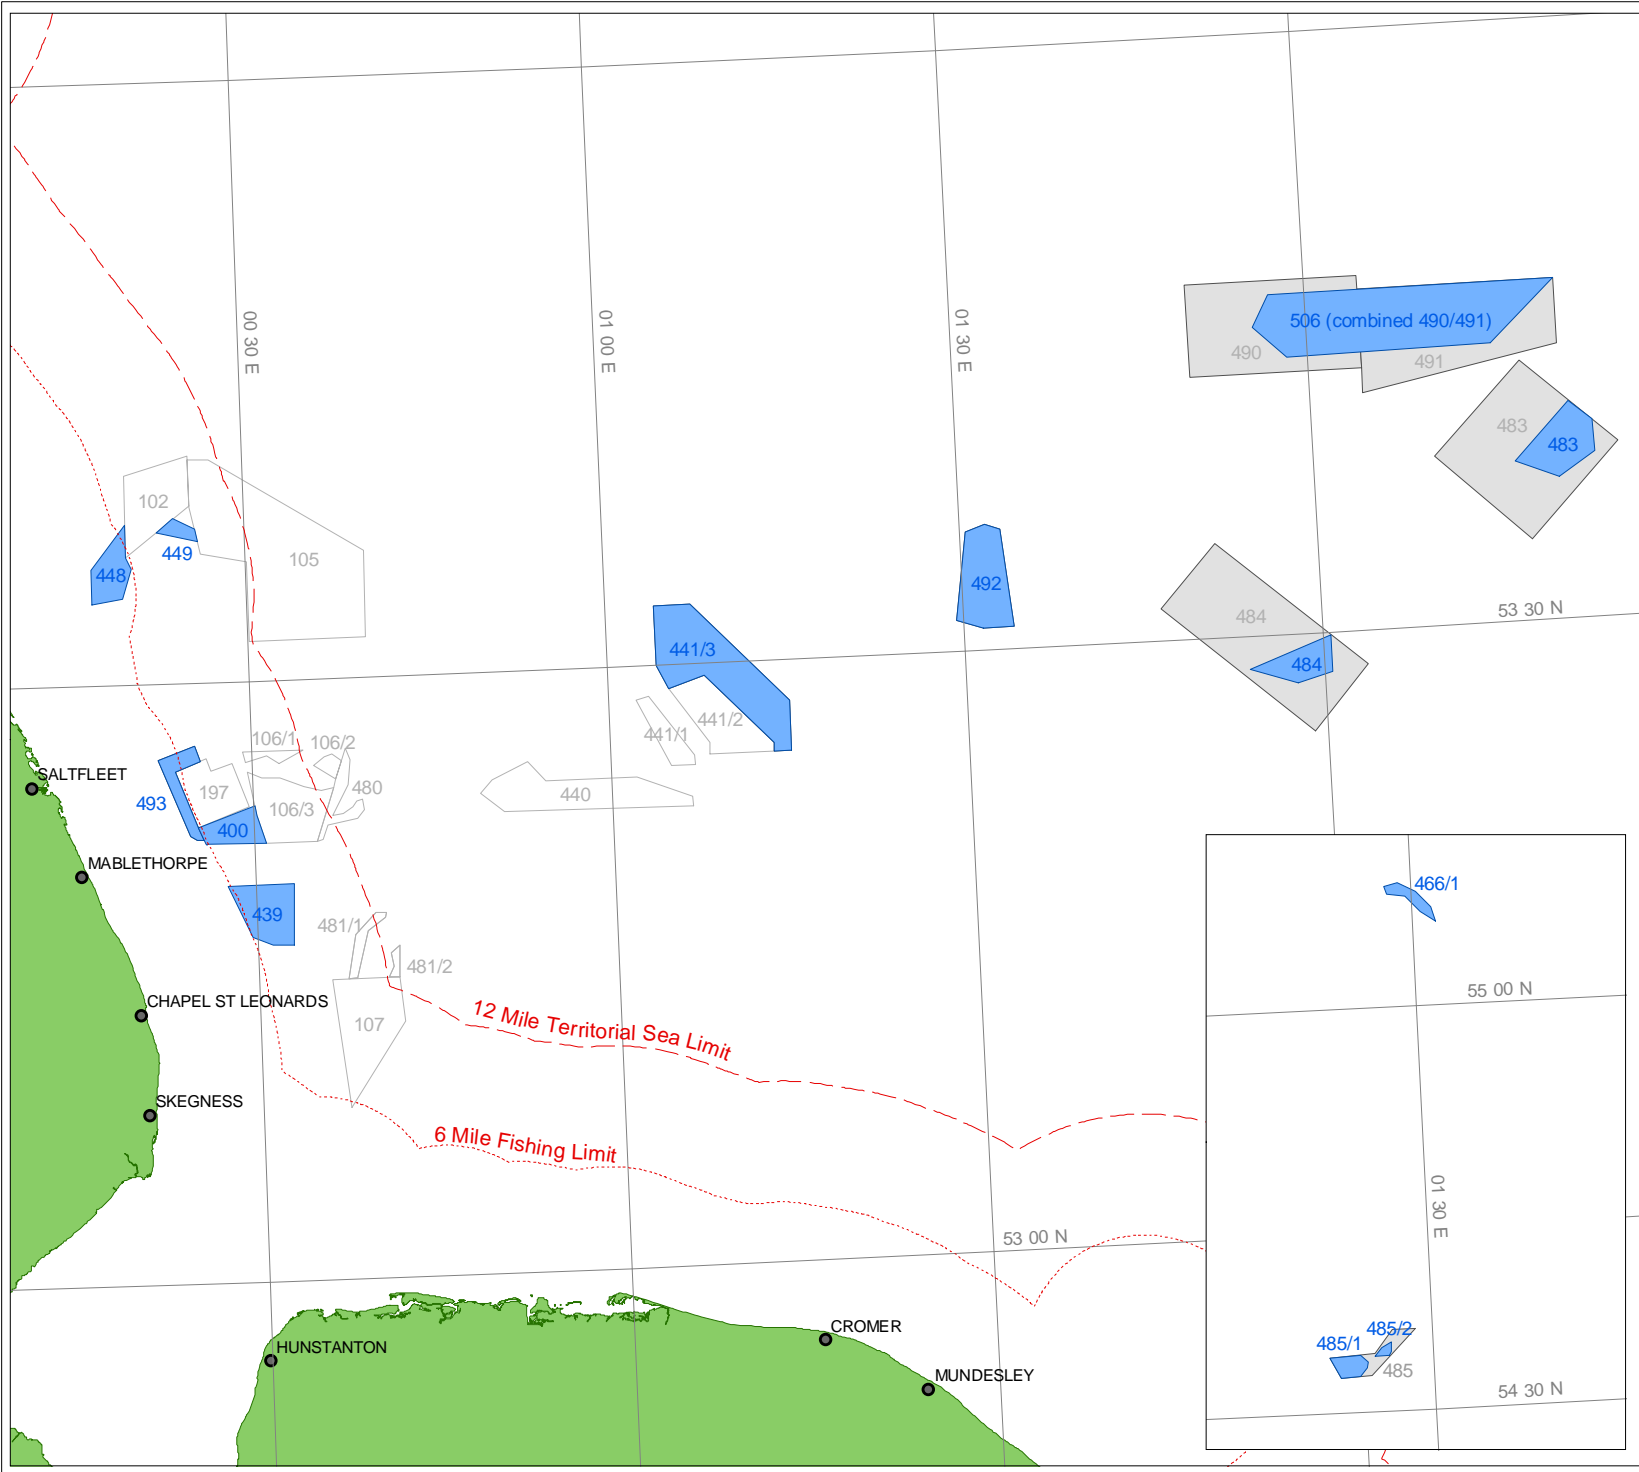 00 30 E
01 00 E
01 30 E
506 (combined 490/491)
490
491
483
483
102
449
448
105
492
484
484
53 30 N
441/3
441/2
441/1
106/1
106/2
SALTFLEET
197
480
493
106/3
440
400
MABLETHORPE
466/1
439
481/1
481/2
55 00 N
CHAPEL ST LEONARDS
107
12 Mile Territorial Sea Limit
SKEGNESS
6 Mile Fishing Limit
01 30 E
53 00 N
CROMER
485/2
485/1
HUNSTANTON
485
MUNDESLEY
54 30 N